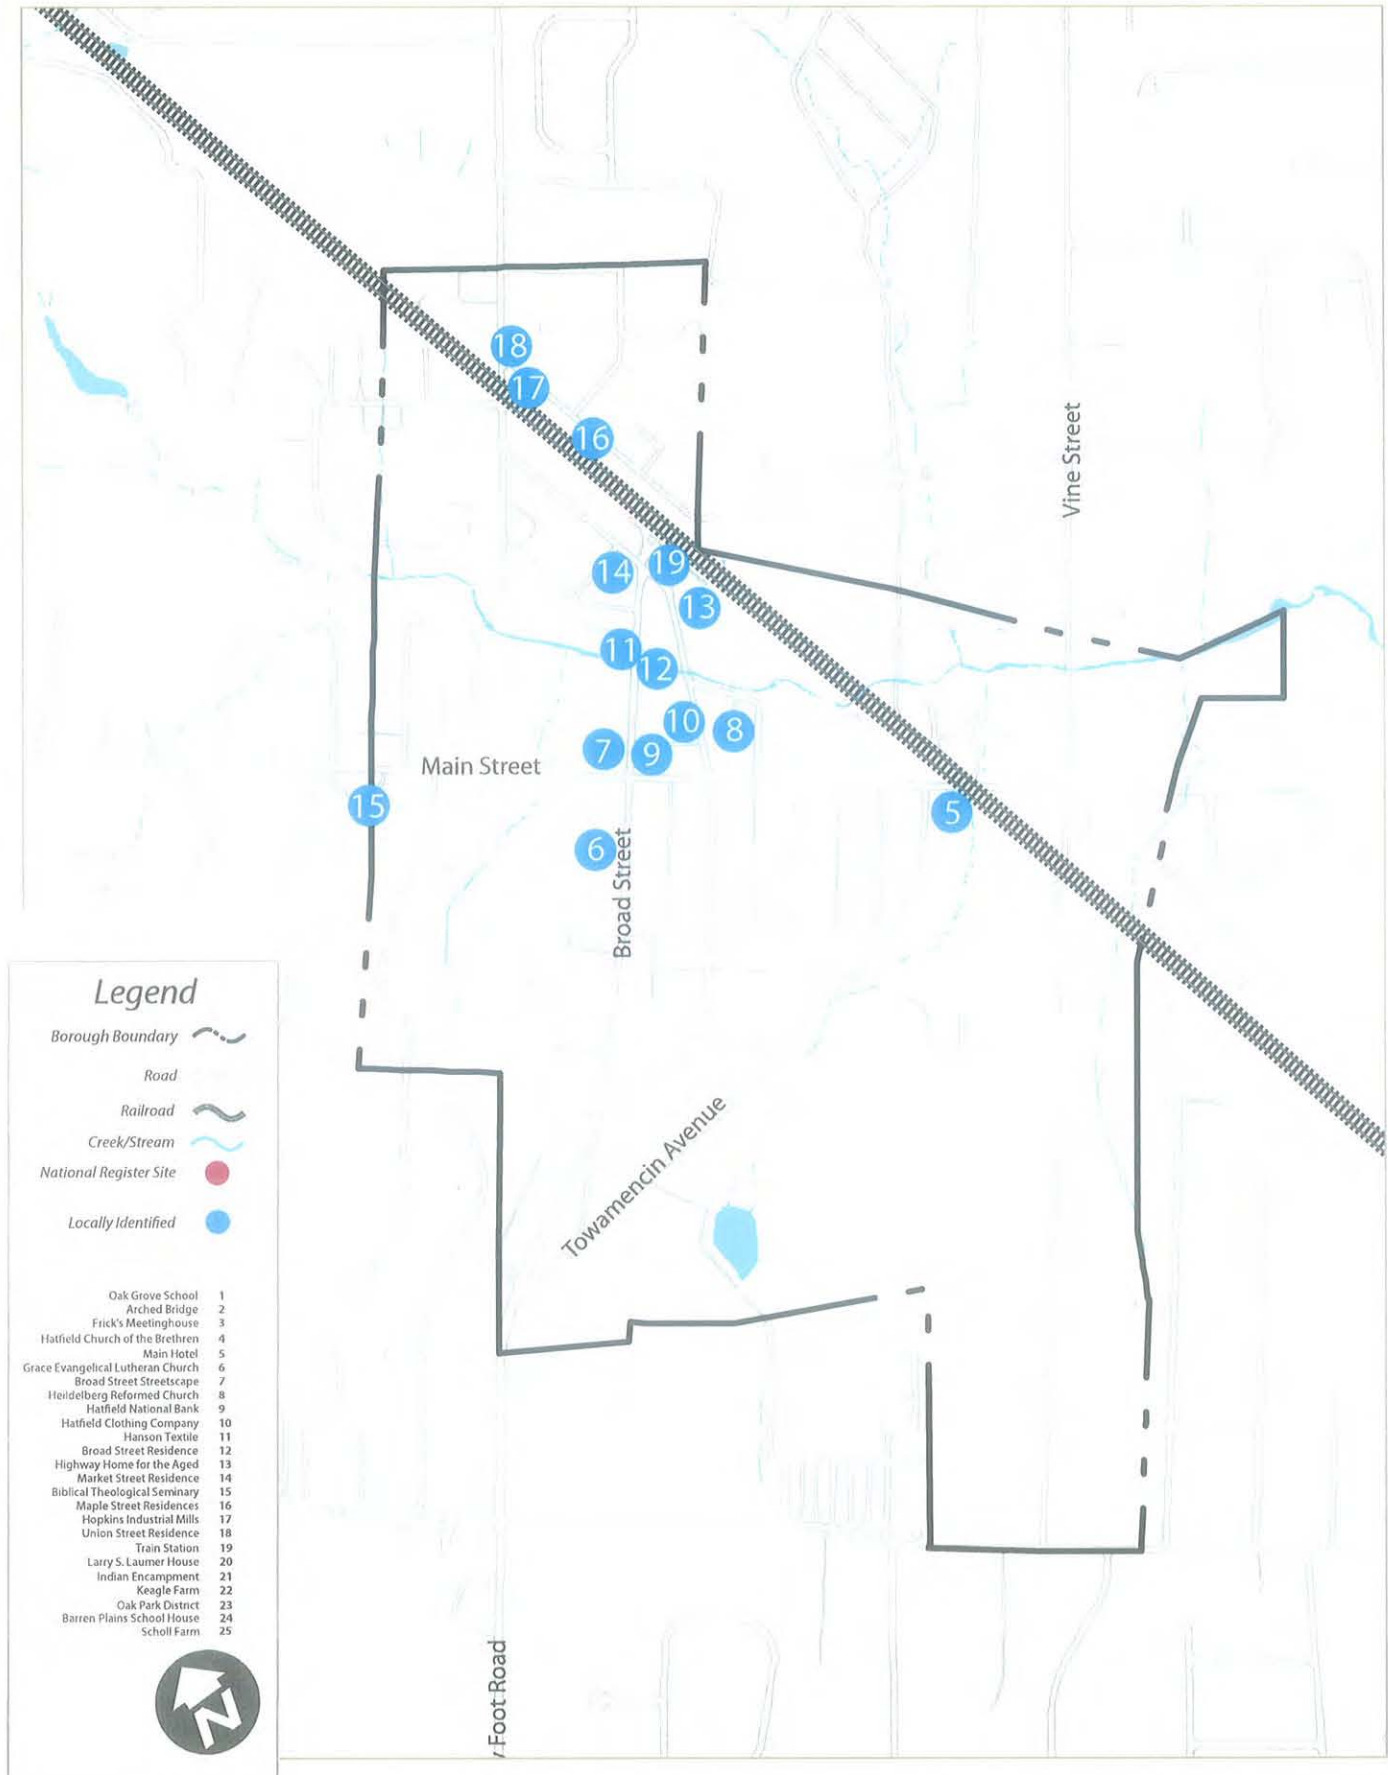 18
17
16
Vine Street
19
14
13
11
12
10
8
7
9
Main Street
15
5
6
Broad Street
Legend
Borough Boundary
Road
Railroad
Creek/Stream
National Register Site
Locally Identified
Towamencin Avenue
Oak Grove School 1
Arched Bridge 2
Frick's Meetinghouse 3
Hatfield Church of the Brethren 4
Main Hotel 5
Grace Evangelical Lutheran Church 6
Broad Street Streetscape 7
Heildelberg Reformed Church 8
Hatfield National Bank 9
Hatfield Clothing Company 10
Hanson Textile 11
Broad Street Residence 12
Highway Home for the Aged 13
Market Street Residence 14
Biblical Theological Seminary 15
Maple Street Residences 16
Hopkins Industrial Mills 17
Union Street Residence 18
Train Station 19
Larry S. Laumer House 20
Indian Encampment 21
Keagle Farm 22
Oak Park District 23
Barren Plains School House 24
Scholl Farm 25
N
Foot Road